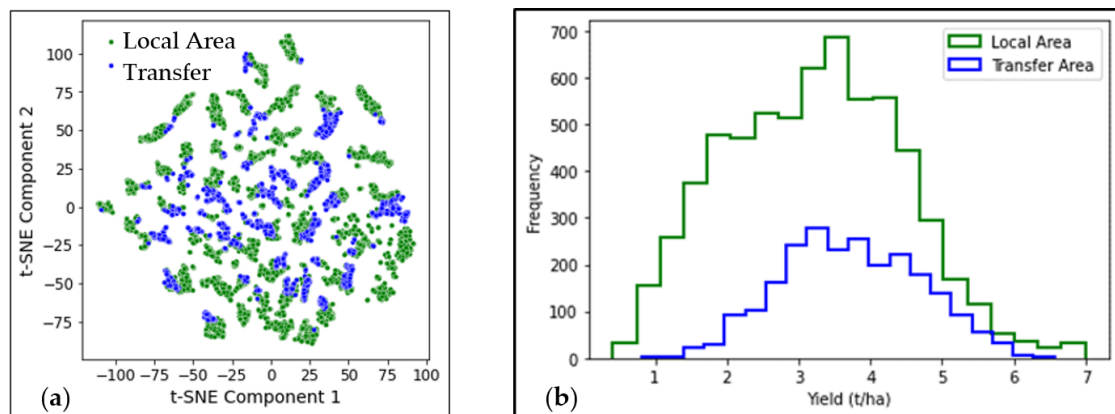 Local Area
Transfer
100
75
50
25
0
−25
−50
−75
t-SNE Component 2
−100 −75 −50 −25 0 25 50 75 100
t-SNE Component 1
(a)
Local Area
Transfer Area
700
600
500
400
300
200
100
0
Frequency
1 2 3 4 5 6 7
Yield (t/ha)
(b)